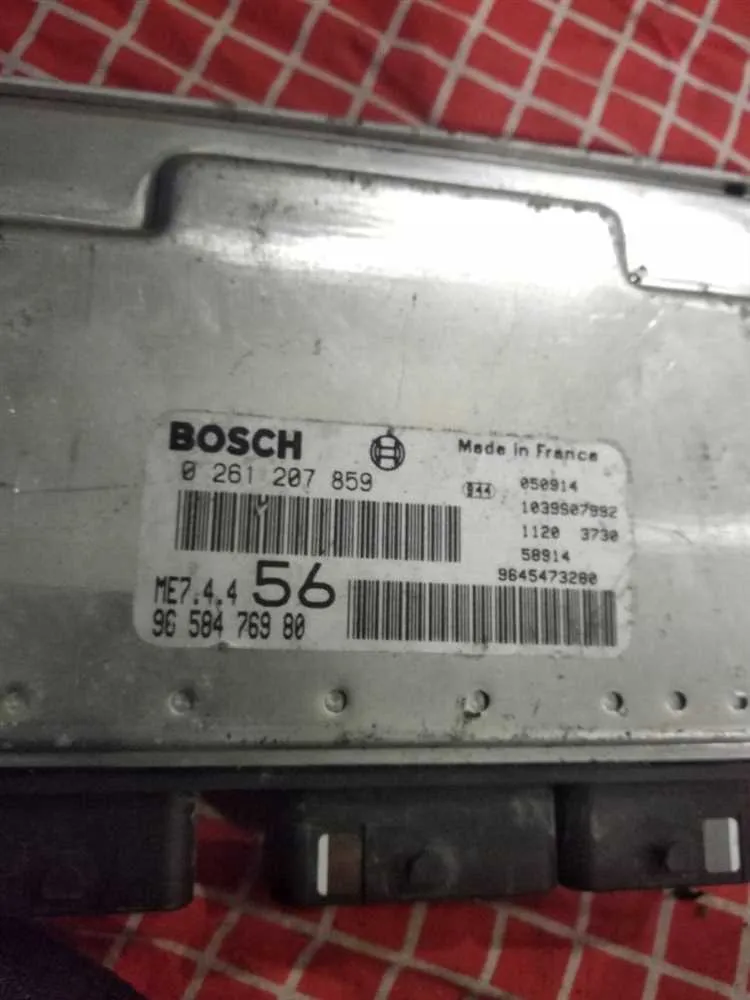 BOSCH
Made in France
0 261 207 859
050914
1039S07992
1120 3730
58914
9645473280
ME7.4.4 56
96 584 769 80